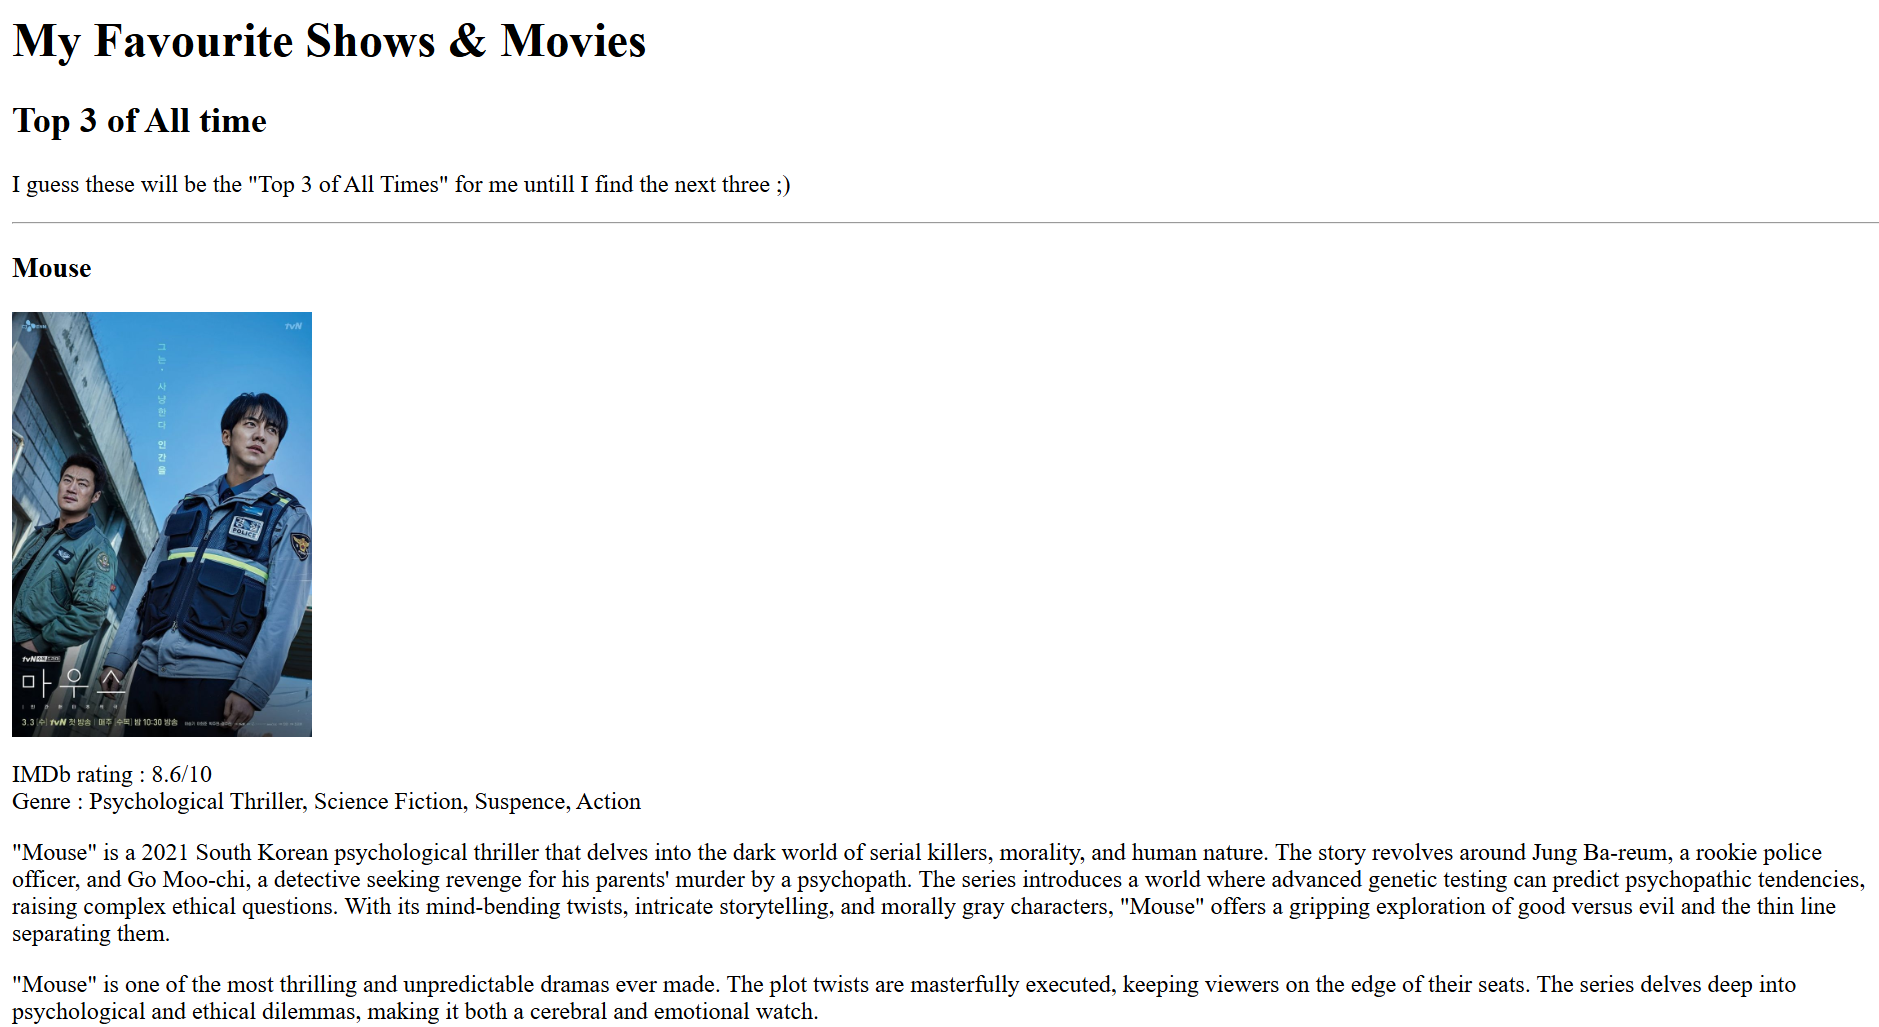 My Favourite Shows & Movies
Top 3 of All time
I guess these will be the "Top 3 of All Times" for me untill I find the next three ;)
Mouse
tvN
그는, 사냥한다 인간을
POLICE
tvN
마우스
3.3 수 tvN 첫 방송 매주 수목 밤 10:30 방송
IMDb rating : 8.6/10
Genre : Psychological Thriller, Science Fiction, Suspence, Action
"Mouse" is a 2021 South Korean psychological thriller that delves into the dark world of serial killers, morality, and human nature. The story revolves around Jung Ba-reum, a rookie police
officer, and Go Moo-chi, a detective seeking revenge for his parents' murder by a psychopath. The series introduces a world where advanced genetic testing can predict psychopathic tendencies,
raising complex ethical questions. With its mind-bending twists, intricate storytelling, and morally gray characters, "Mouse" offers a gripping exploration of good versus evil and the thin line
separating them.
"Mouse" is one of the most thrilling and unpredictable dramas ever made. The plot twists are masterfully executed, keeping viewers on the edge of their seats. The series delves deep into
psychological and ethical dilemmas, making it both a cerebral and emotional watch.